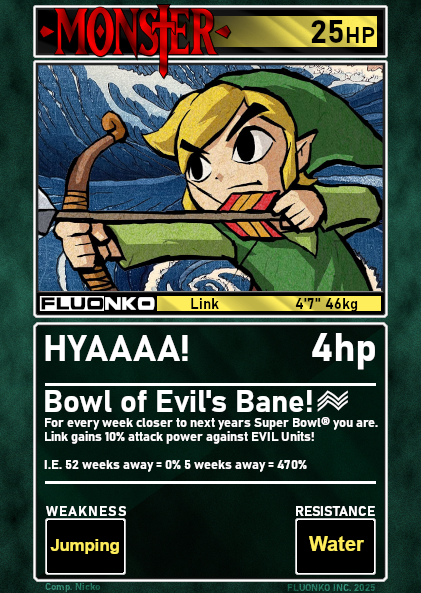 MONSTER
25HP
FLUONKO
Link
4'7" 46kg
HYAAAA!
4hp
Bowl of Evil's Bane!
For every week closer to next years Super Bowl® you are.
Link gains 10% attack power against EVIL Units!
I.E. 52 weeks away = 0% 5 weeks away = 470%
WEAKNESS
RESISTANCE
Jumping
Water
Comp. Nicko
FLUONKO INC. 2025